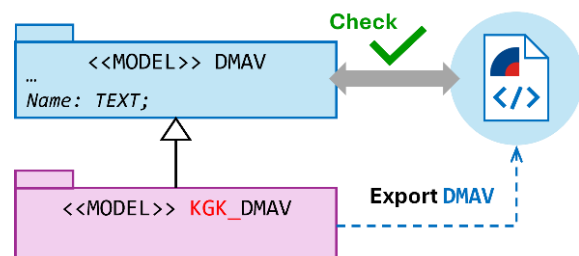 Check
<<MODEL>> DMAV
…
Name: TEXT;
</>
<<MODEL>> KGK_DMAV
Export DMAV